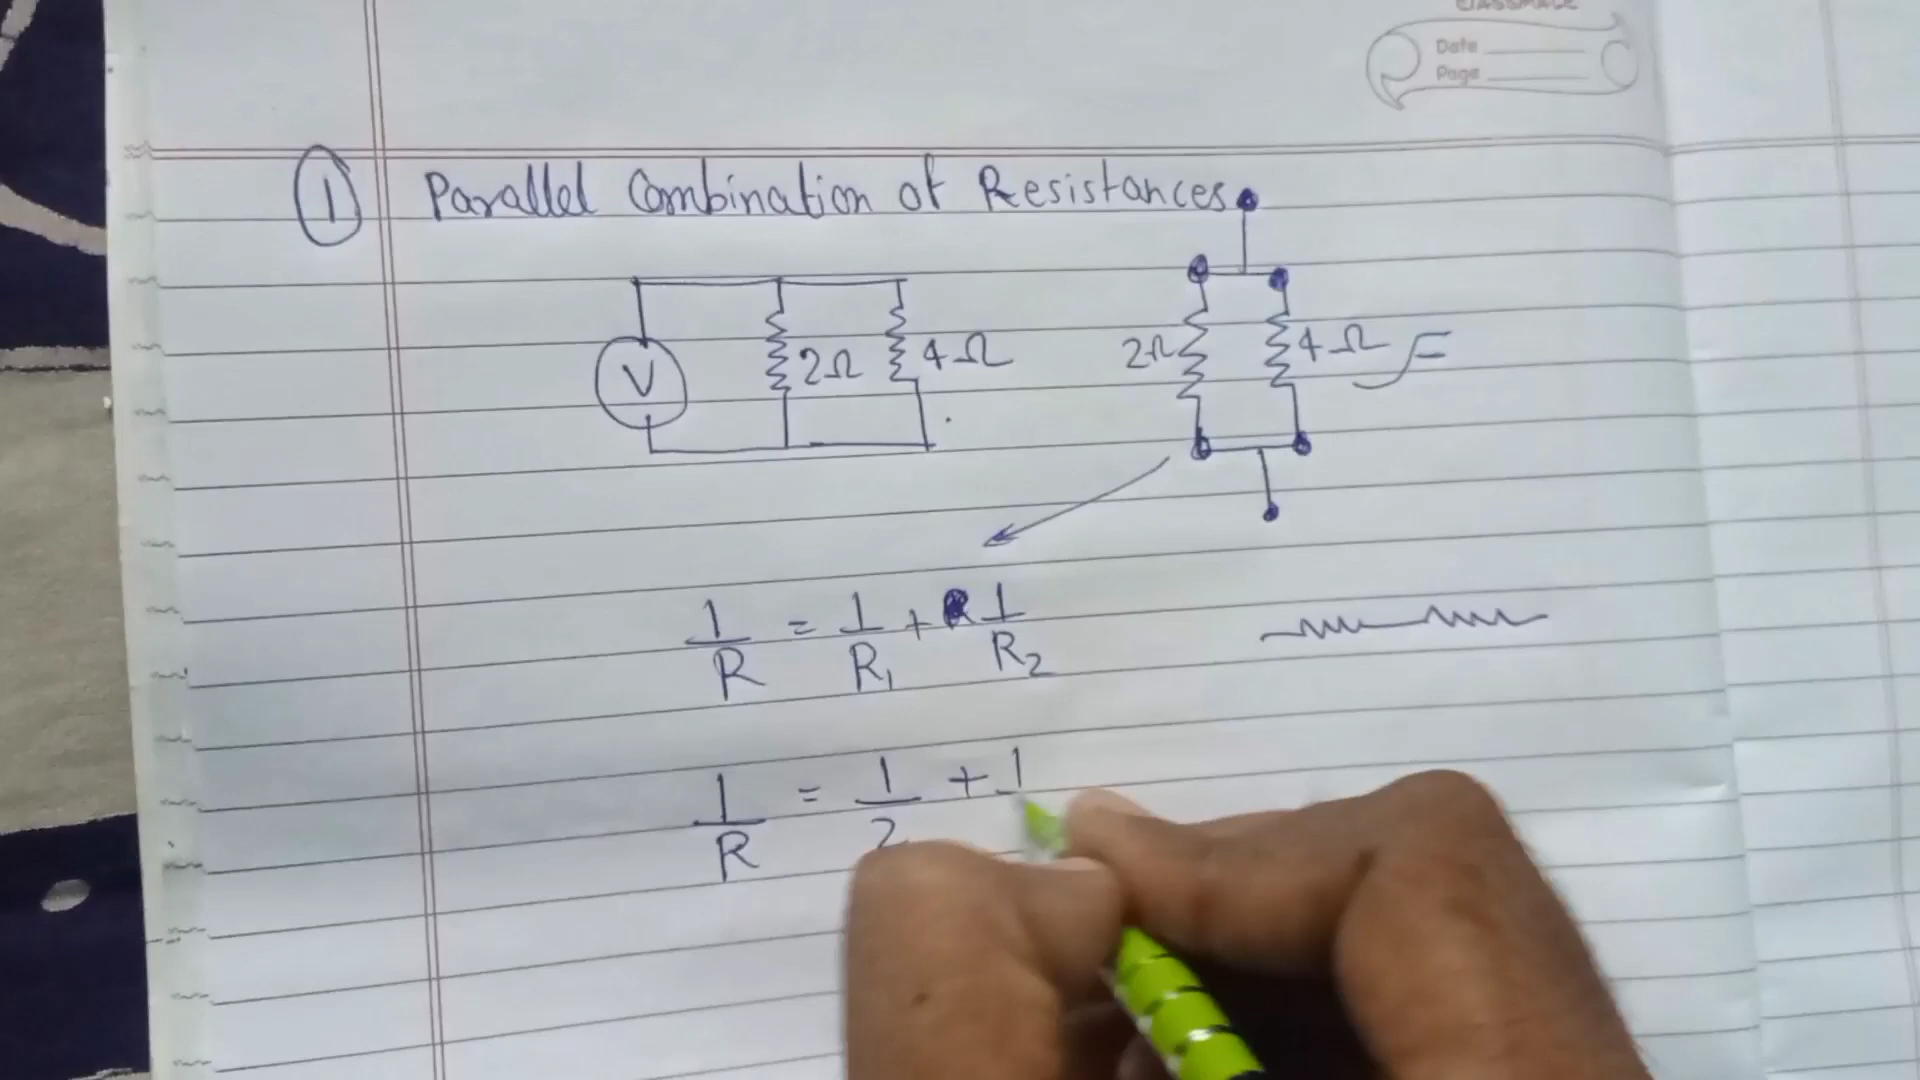 classmate
Date
Page
1 Parallel Combination of Resistances
V 2Ω 4Ω 2Ω 4Ω
1/R = 1/R₁ + 1/R₂
1/R = 1/2 + 1